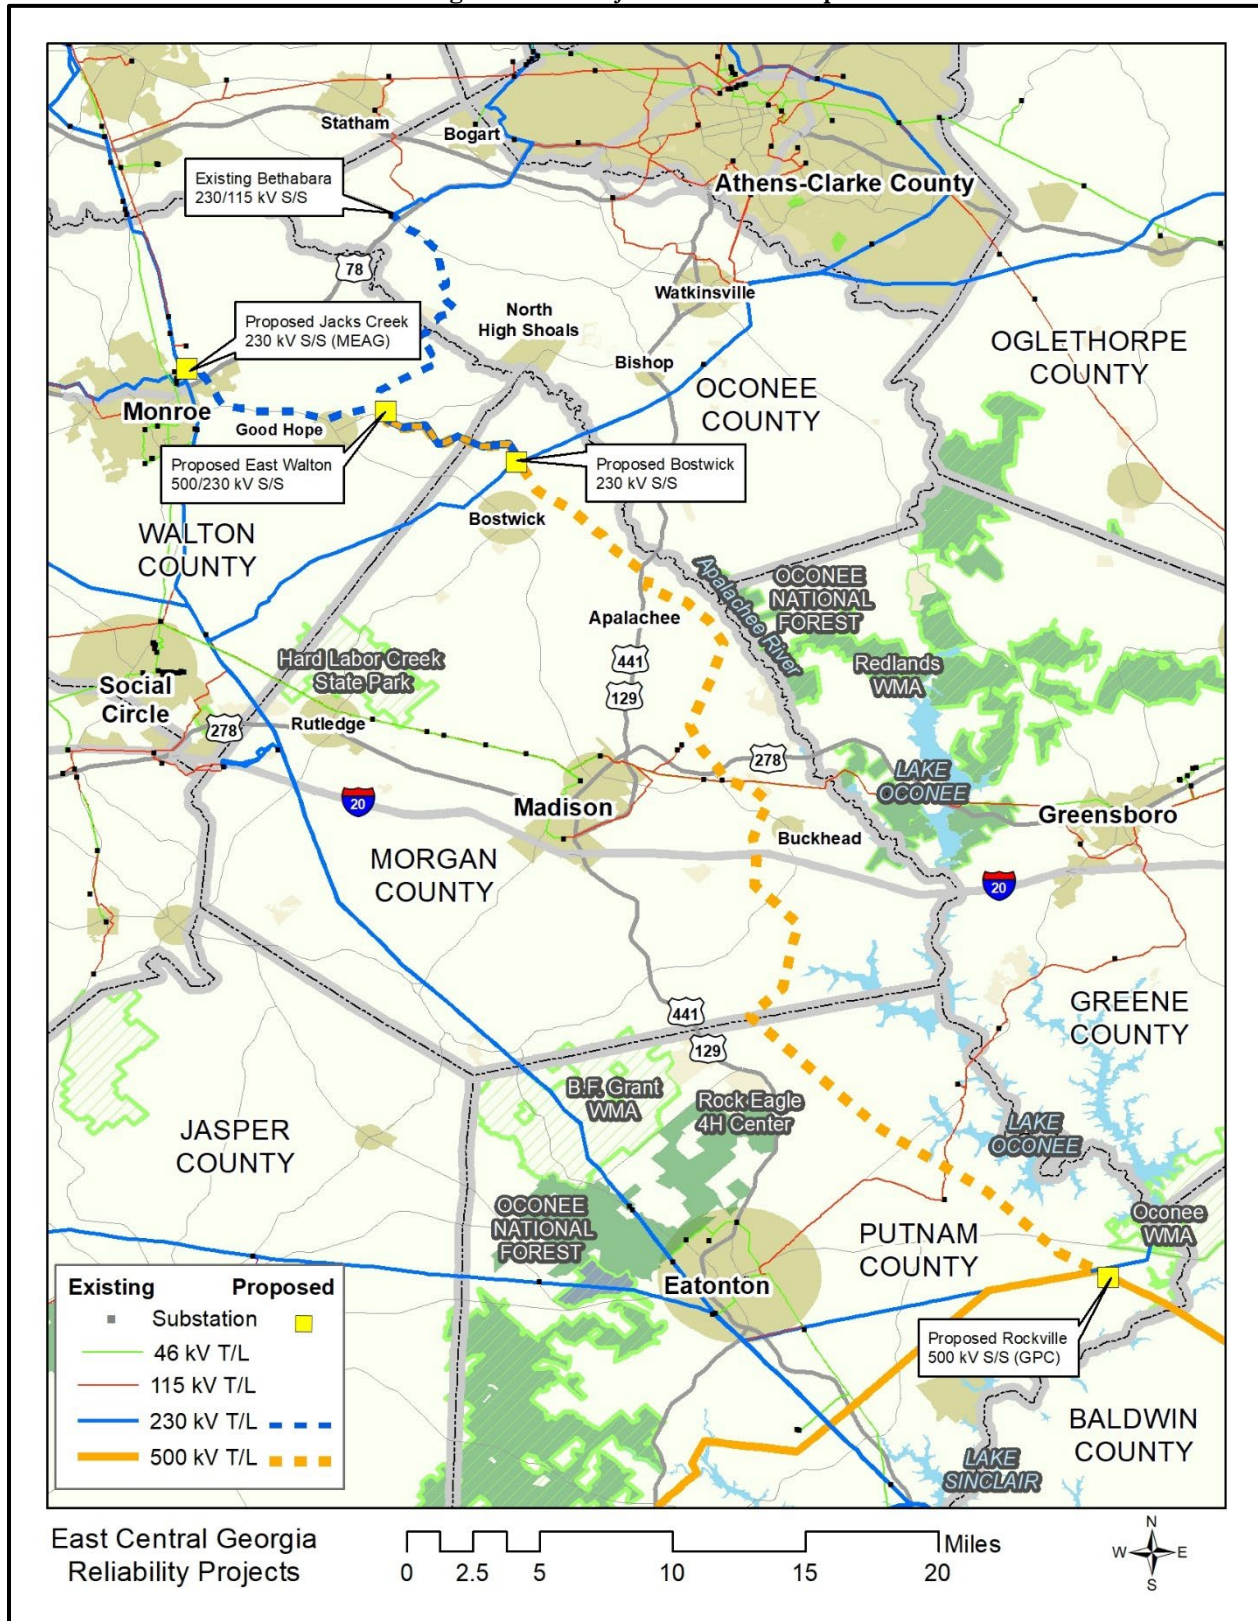 Statham
Bogart
Existing Bethabara
230/115 kV S/S
Athens-Clarke County
78
Watkinsville
North
High Shoals
Proposed Jacks Creek
230 kV S/S (MEAG)
OGLETHORPE
COUNTY
Bishop
OCONEE
COUNTY
Monroe
Good Hope
Proposed East Walton
500/230 kV S/S
Proposed Bostwick
230 kV S/S
Bostwick
WALTON
COUNTY
Apalachee River
OCONEE
NATIONAL
FOREST
Apalachee
Hard Labor Creek
State Park
441
129
Redlands
WMA
Social
Circle
278
Rutledge
278
LAKE
OCONEE
20
Madison
Greensboro
Buckhead
MORGAN
COUNTY
20
GREENE
COUNTY
441
129
B.F. Grant
WMA
Rock Eagle
4H Center
JASPER
COUNTY
LAKE
OCONEE
OCONEE
NATIONAL
FOREST
PUTNAM
COUNTY
Oconee
WMA
Eatonton
Proposed Rockville
500 kV S/S (GPC)
BALDWIN
COUNTY
LAKE
SINCLAIR
Existing Proposed
Substation
46 kV T/L
115 kV T/L
230 kV T/L
500 kV T/L
East Central Georgia
Reliability Projects
Miles
0 2.5 5 10 15 20
N
W E
S